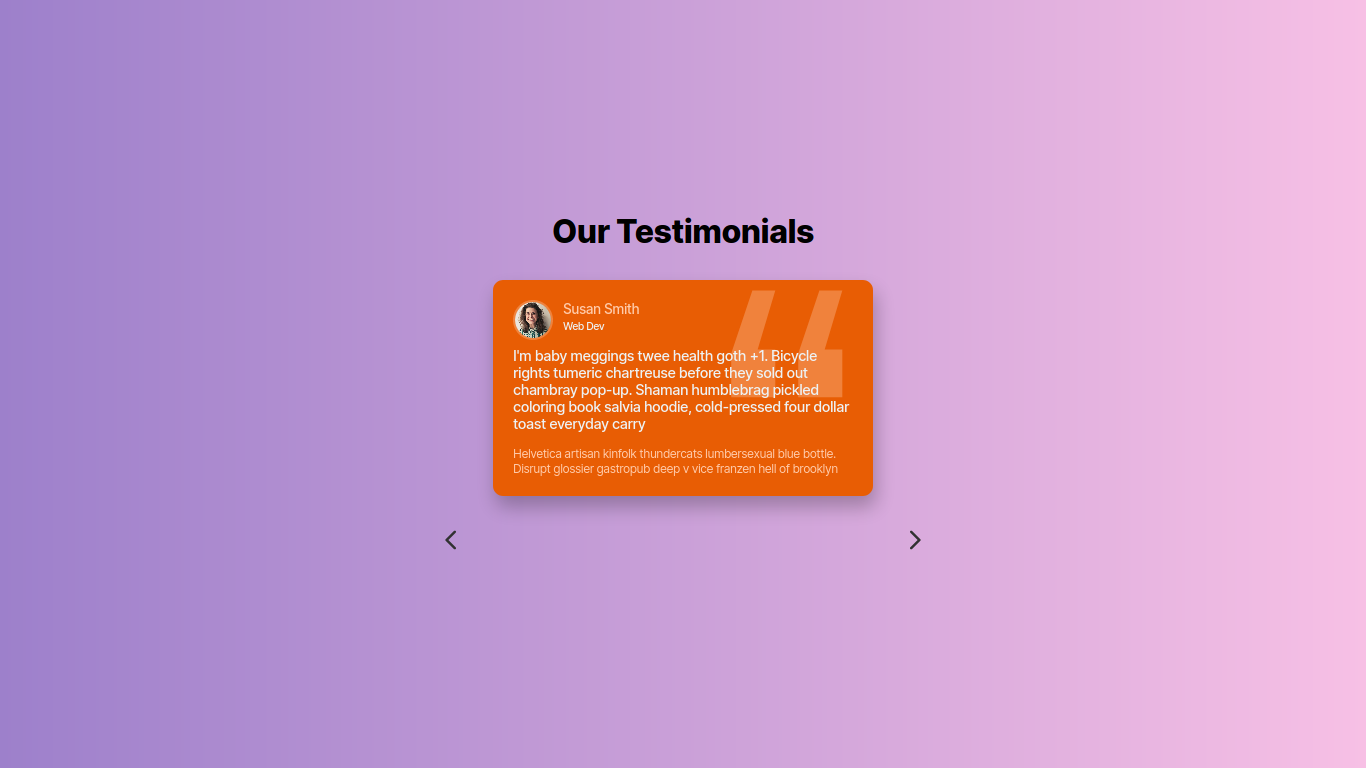 Our Testimonials
Susan Smith
Web Dev
I'm baby meggings twee health goth +1. Bicycle
rights tumeric chartreuse before they sold out
chambray pop-up. Shaman humblebrag pickled
coloring book salvia hoodie, cold-pressed four dollar
toast everyday carry
Helvetica artisan kinfolk thundercats lumbersexual blue bottle.
Disrupt glossier gastropub deep v vice franzen hell of brooklyn